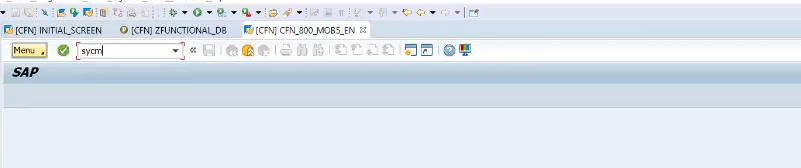 [CFN] INITIAL_SCREEN [CFN] ZFUNCTIONAL_DB [CFN] CFN_800_MOB5_EN
Menu sycm
SAP